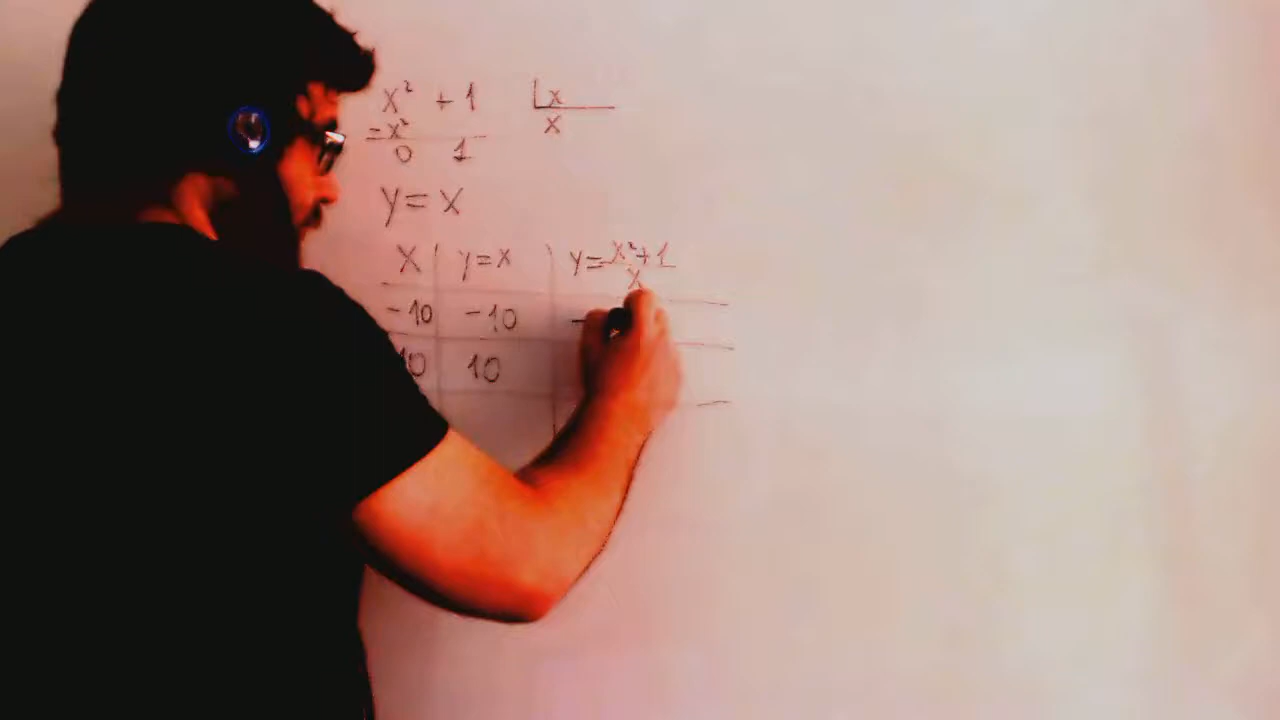 x² + 1 x
= x² x
0 1
y = x
x y = x y = x² + 1 / x
-10 -10 -
10 10